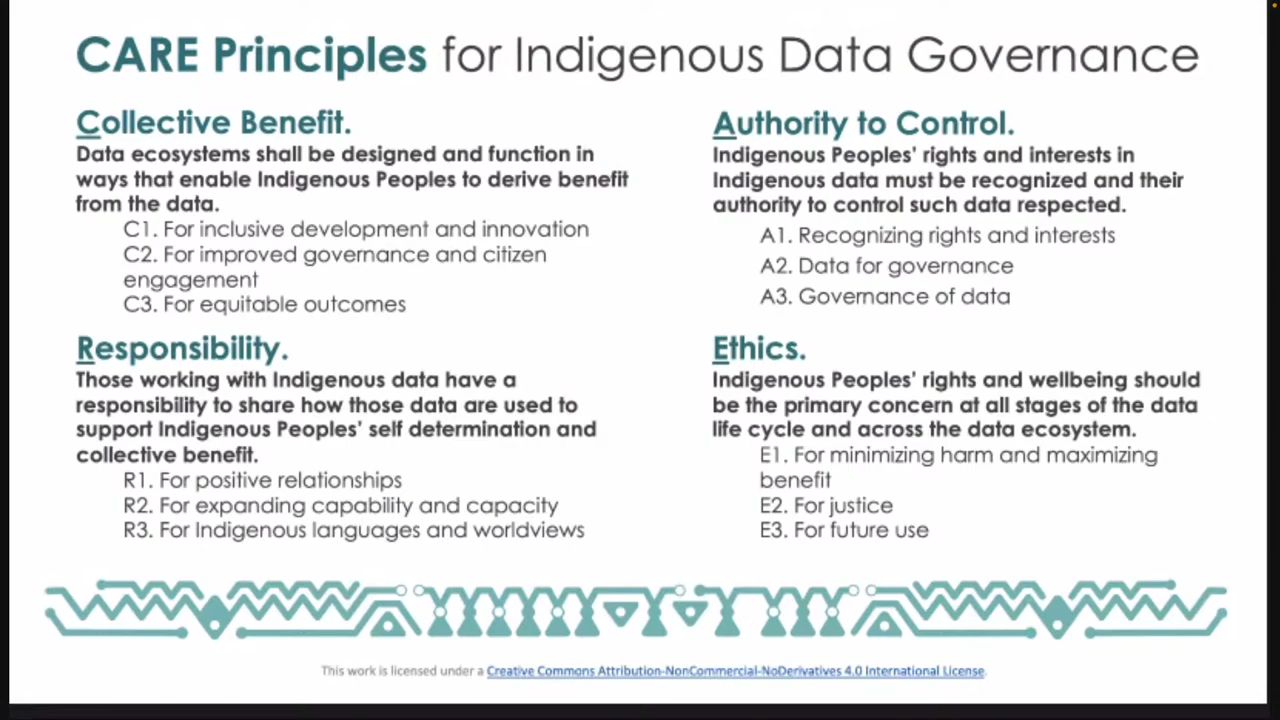 CARE Principles for Indigenous Data Governance
Collective Benefit.
Data ecosystems shall be designed and function in
ways that enable Indigenous Peoples to derive benefit
from the data.
C1. For inclusive development and innovation
C2. For improved governance and citizen
engagement
C3. For equitable outcomes
Authority to Control.
Indigenous Peoples' rights and interests in
Indigenous data must be recognized and their
authority to control such data respected.
A1. Recognizing rights and interests
A2. Data for governance
A3. Governance of data
Responsibility.
Those working with Indigenous data have a
responsibility to share how those data are used to
support Indigenous Peoples' self determination and
collective benefit.
R1. For positive relationships
R2. For expanding capability and capacity
R3. For Indigenous languages and worldviews
Ethics.
Indigenous Peoples' rights and wellbeing should
be the primary concern at all stages of the data
life cycle and across the data ecosystem.
E1. For minimizing harm and maximizing
benefit
E2. For justice
E3. For future use
This work is licensed under a Creative Commons Attribution-NonCommercial-NoDerivatives 4.0 International License.